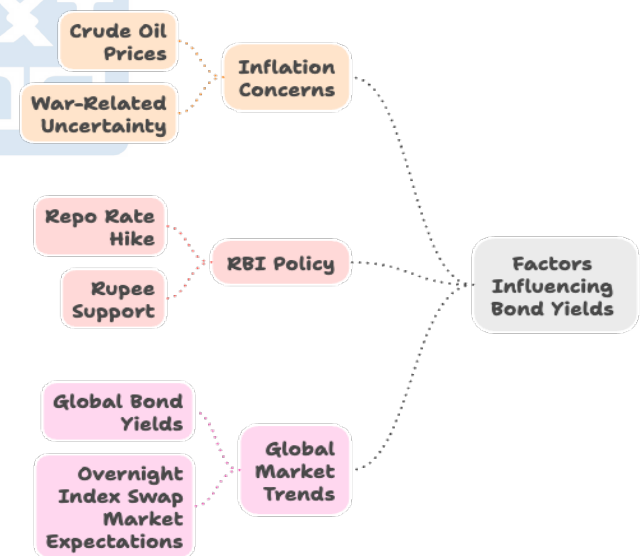 Crude Oil
Prices
Inflation
Concerns
War-Related
Uncertainty
Repo Rate
Hike
RBI Policy
Rupee
Support
Factors
Influencing
Bond Yields
Global Bond
Yields
Global
Market
Trends
Overnight
Index Swap
Market
Expectations